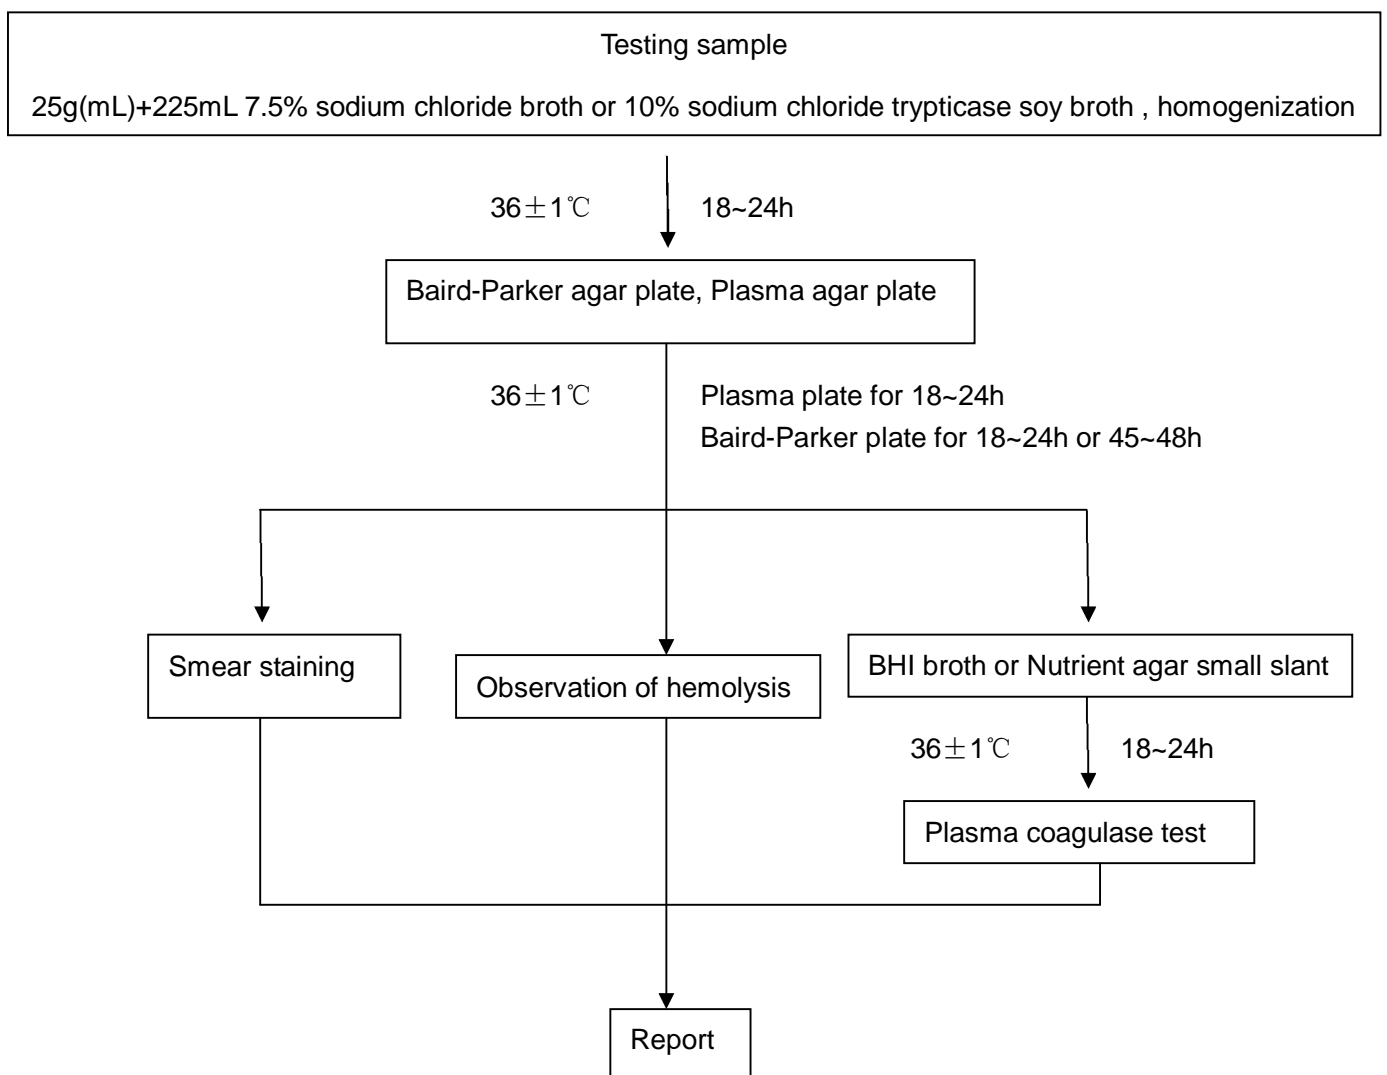 Testing sample
25g(mL)+225mL 7.5% sodium chloride broth or 10% sodium chloride trypticase soy broth , homogenization
36±1℃ 18~24h
Baird-Parker agar plate, Plasma agar plate
36±1℃ Plasma plate for 18~24h
Baird-Parker plate for 18~24h or 45~48h
Smear staining
Observation of hemolysis
BHI broth or Nutrient agar small slant
36±1℃ 18~24h
Plasma coagulase test
Report